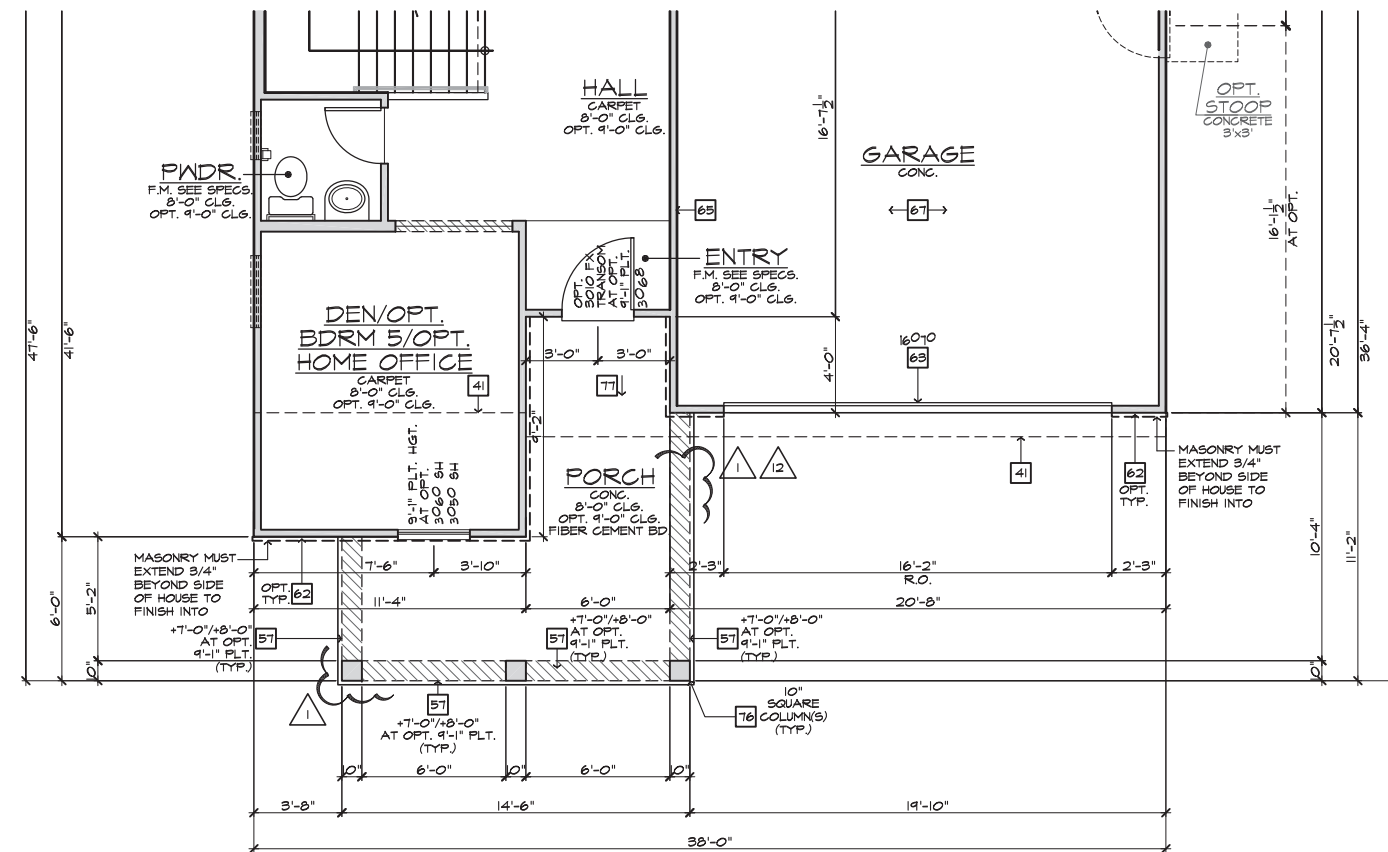 HALL
CARPET
8'-0" CLG.
OPT. 9'-0" CLG.
16'-7½"
GARAGE
CONC.
OPT.
STOOP
CONCRETE
3'x3'
PWDR.
F.M. SEE SPECS.
8'-0" CLG.
OPT. 9'-0" CLG.
65
67
16'-1½"
AT OPT.
ENTRY
F.M. SEE SPECS.
8'-0" CLG.
OPT. 9'-0" CLG.
OPT.
3010 FX
TRANSOM
AT OPT.
9'-1" PLT.
3068
47'-6"
41'-6"
DEN/OPT.
BDRM 5/OPT.
HOME OFFICE
CARPET
8'-0" CLG.
OPT. 9'-0" CLG.
41
3'-0"
3'-0"
77
16070
63
4'-0"
20'-7½"
36'-4"
9'-2"
9'-1" PLT. HGT.
AT OPT.
3060 SH
3050 SH
PORCH
CONC.
8'-0" CLG.
OPT. 9'-0" CLG.
FIBER CEMENT BD
1
12
41
62
OPT.
TYP.
MASONRY MUST
EXTEND 3/4"
BEYOND SIDE
OF HOUSE TO
FINISH INTO
MASONRY MUST
EXTEND 3/4"
BEYOND SIDE
OF HOUSE TO
FINISH INTO
OPT.
TYP.
62
7'-6"
3'-10"
2'-3"
16'-2"
R.O.
2'-3"
10'-4"
11'-2"
5'-2"
6'-0"
11'-4"
6'-0"
20'-8"
+7'-0"/+8'-0"
AT OPT.
9'-1" PLT.
(TYP.)
57
57
+7'-0"/+8'-0"
AT OPT.
9'-1" PLT.
(TYP.)
57
+7'-0"/+8'-0"
AT OPT.
9'-1" PLT.
(TYP.)
10"
10"
1
57
+7'-0"/+8'-0"
AT OPT. 9'-1" PLT.
(TYP.)
76
10"
SQUARE
COLUMN(S)
(TYP.)
10"
6'-0"
10"
6'-0"
10"
3'-8"
14'-6"
19'-10"
38'-0"